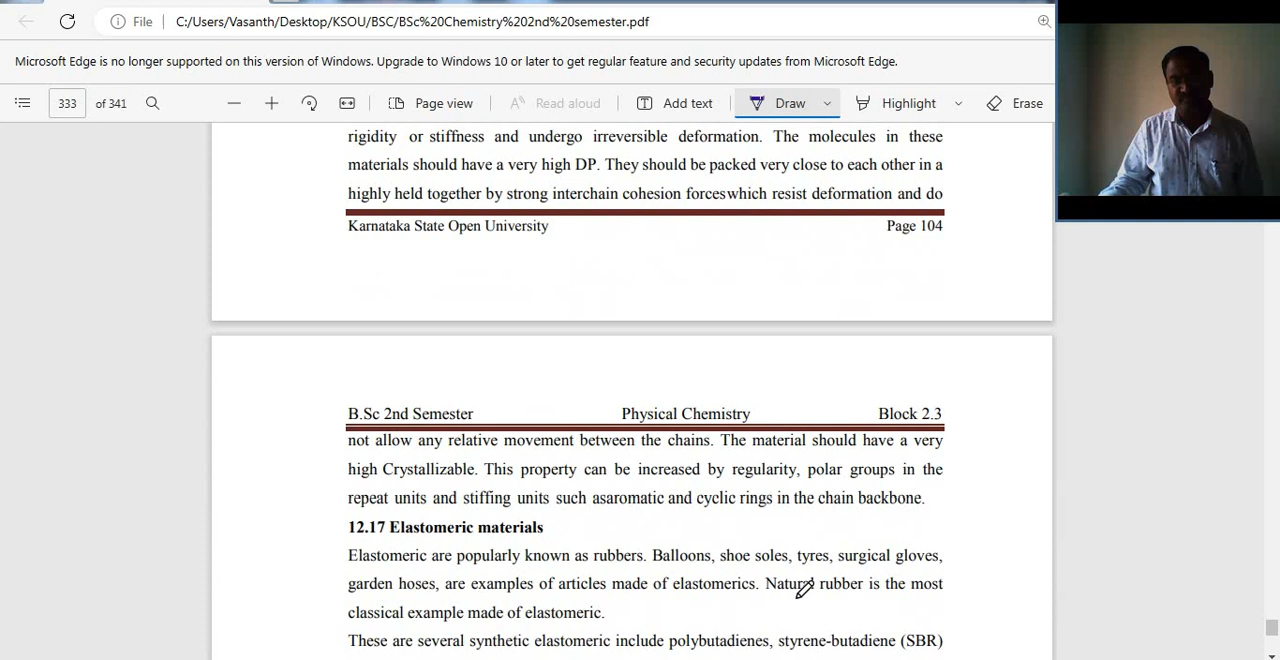 File
C:/Users/Vasanth/Desktop/KSOU/BSC/BSc%20Chemistry%202nd%20semester.pdf
Microsoft Edge is no longer supported on this version of Windows. Upgrade to Windows 10 or later to get regular feature and security updates from Microsoft Edge.
333 of 341 Page view Read aloud Add text Draw Highlight Erase
rigidity or stiffness and undergo irreversible deformation. The molecules in these
materials should have a very high DP. They should be packed very close to each other in a
highly held together by strong interchain cohesion forceswhich resist deformation and do
Karnataka State Open University Page 104
B.Sc 2nd Semester Physical Chemistry Block 2.3
not allow any relative movement between the chains. The material should have a very
high Crystallizable. This property can be increased by regularity, polar groups in the
repeat units and stiffing units such asaromatic and cyclic rings in the chain backbone.
12.17 Elastomeric materials
Elastomeric are popularly known as rubbers. Balloons, shoe soles, tyres, surgical gloves,
garden hoses, are examples of articles made of elastomerics. Natural rubber is the most
classical example made of elastomeric.
These are several synthetic elastomeric include polybutadienes, styrene-butadiene (SBR)